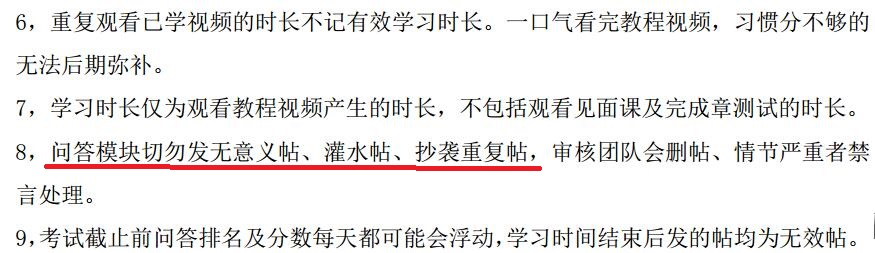 6，重复观看已学视频的时长不记有效学习时长。一口气看完教程视频，习惯分不够的
无法后期弥补。
7，学习时长仅为观看教程视频产生的时长，不包括观看见面课及完成章测试的时长。
8，问答模块切勿发无意义帖、灌水帖、抄袭重复帖，审核团队会删帖、情节严重者禁
言处理。
9,考试截止前问答排名及分数每天都可能会浮动,学习时间结束后发的帖均为无效帖。